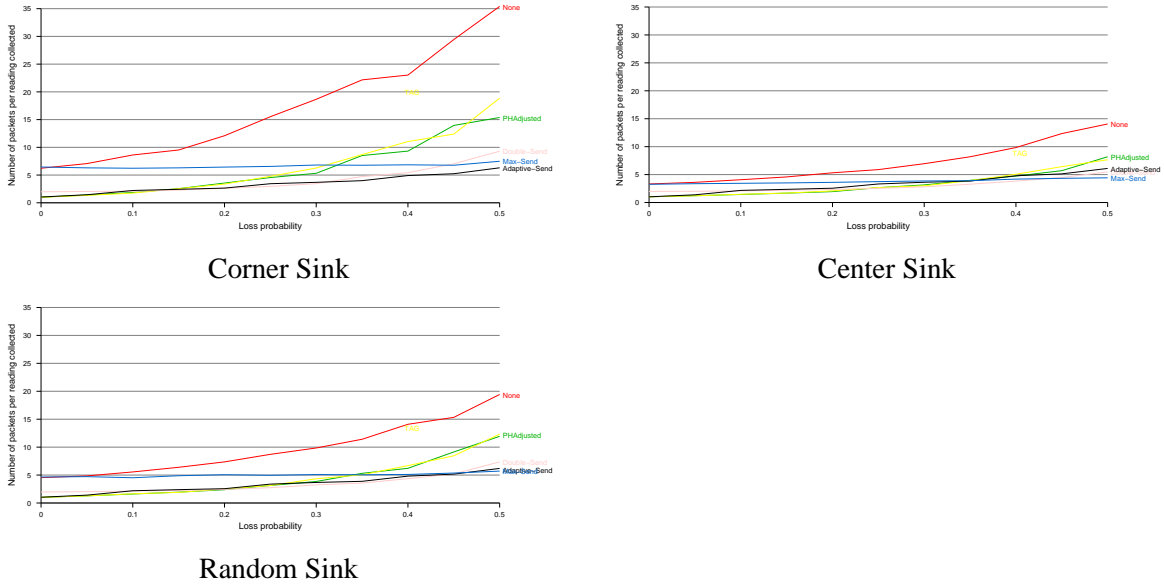 Number of packets per reading collected
35
30
25
20
15
10
5
0
0
0.1
0.2
0.3
0.4
0.5
Loss probability
None
TAG
PHAdjusted
Double-Send
Max-Send
Adaptive-Send
Corner Sink
Number of packets per reading collected
35
30
25
20
15
10
5
0
0
0.1
0.2
0.3
0.4
0.5
Loss probability
None
TAG
PHAdjusted
Adaptive-Send
Max-Send
Center Sink
Number of packets per reading collected
35
30
25
20
15
10
5
0
0
0.1
0.2
0.3
0.4
0.5
Loss probability
None
TAG
PHAdjusted
Double-Send
Adaptive-Send
Max-Send
Random Sink